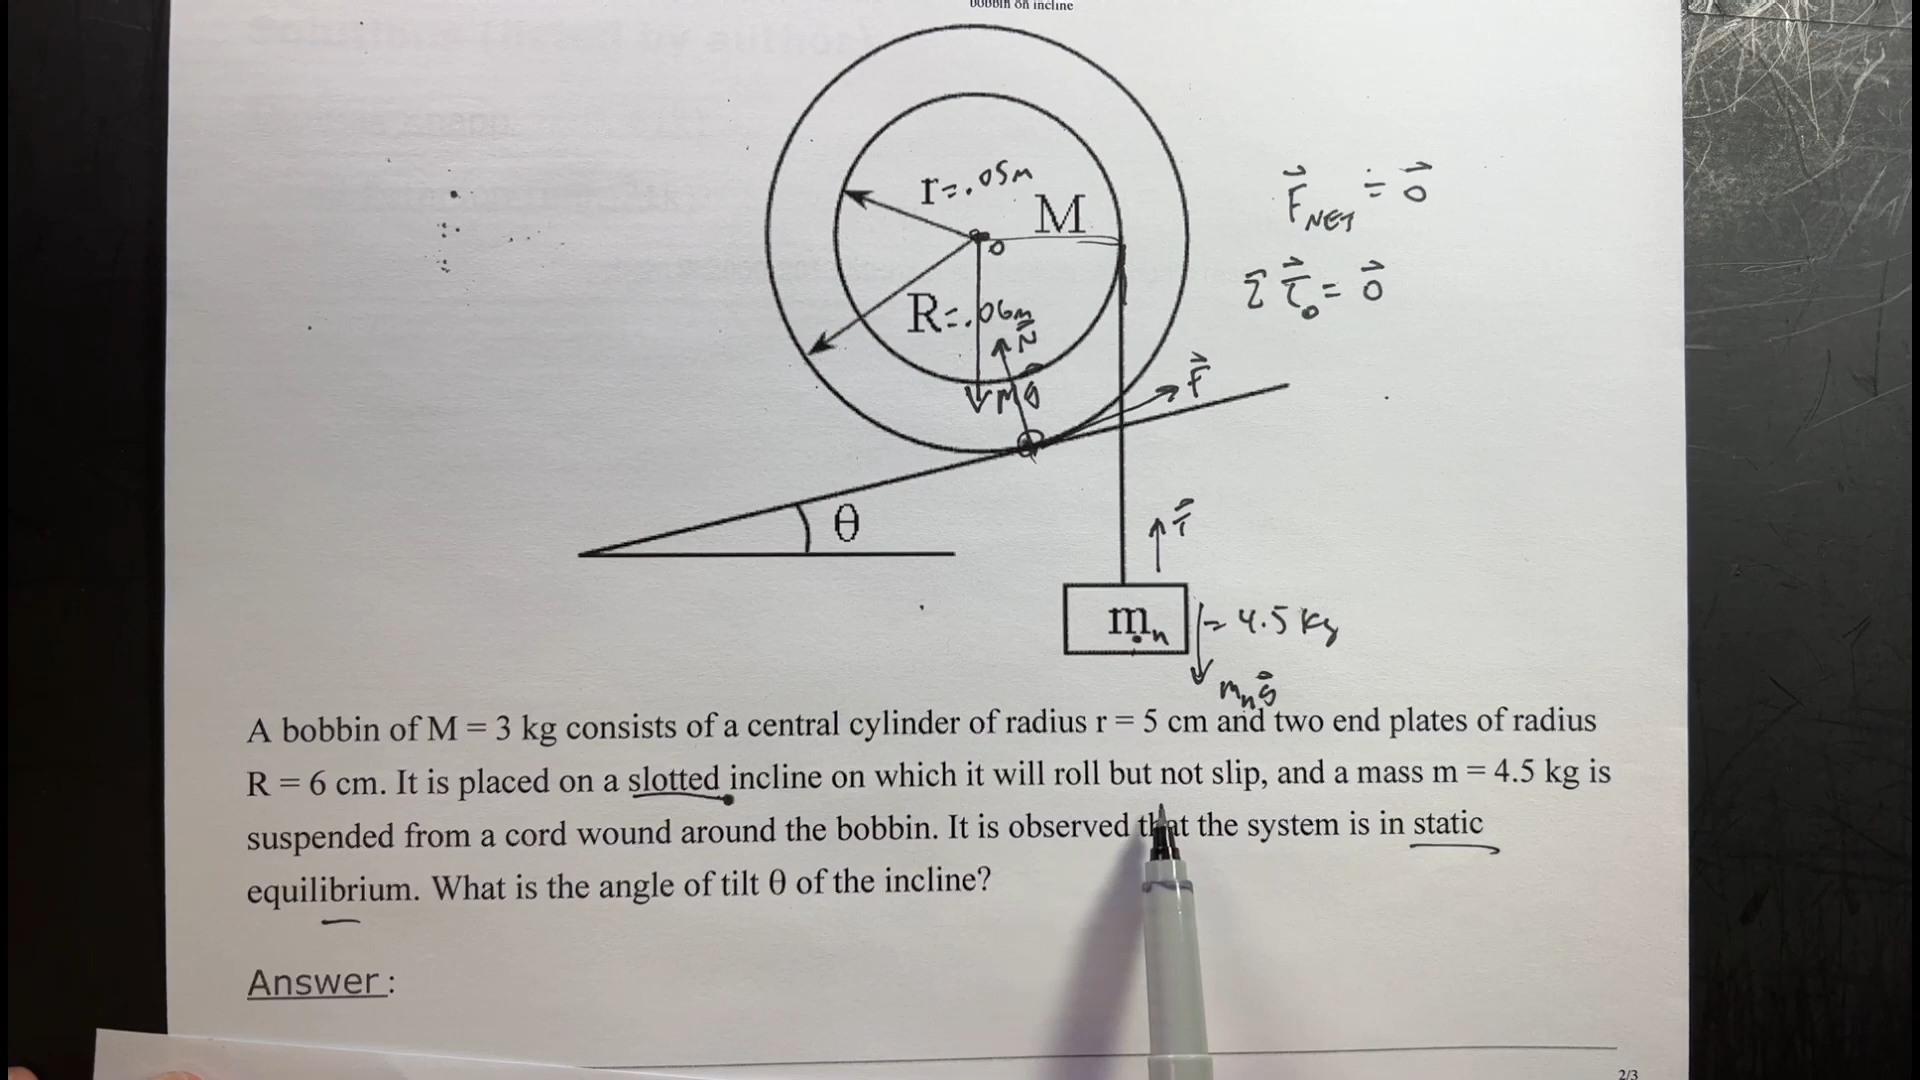 bobbin on incline
r=.05m
M
o
R=.06m
N
Mg
F
F NET = 0
Σ τ o = 0
θ
T
m n = 4.5 kg
m n g
A bobbin of M = 3 kg consists of a central cylinder of radius r = 5 cm and two end plates of radius
R = 6 cm. It is placed on a slotted incline on which it will roll but not slip, and a mass m = 4.5 kg is
suspended from a cord wound around the bobbin. It is observed that the system is in static
equilibrium. What is the angle of tilt θ of the incline?
Answer:
2/3